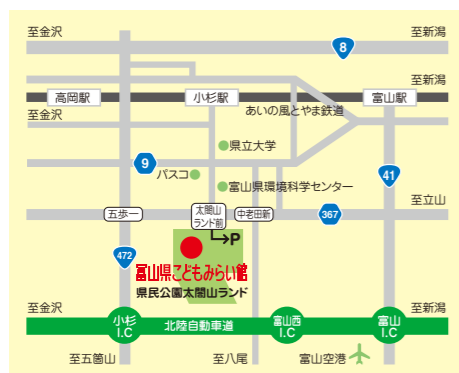 至金沢
至新潟
8
至新潟
高岡駅
小杉駅
富山駅
至金沢
あいの風とやま鉄道
県立大学
9
パスコ
41
富山県環境科学センター
至立山
五歩一
太閤山
ランド前
中老田新
367
P
472
富山県こどもみらい館
県民公園太閤山ランド
至金沢
至新潟
小杉
I.C
北陸自動車道
富山西
I.C
富山
I.C
至五箇山
至八尾
富山空港